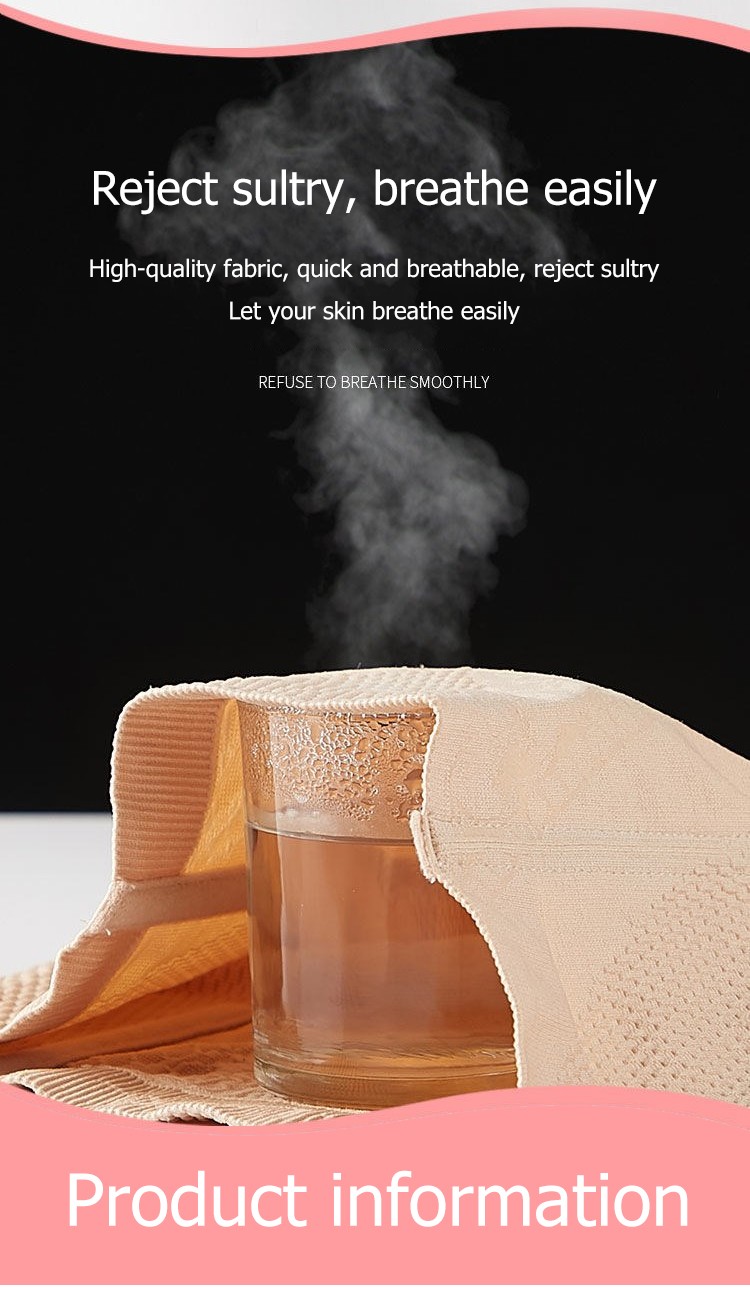 Reject sultry, breathe easily
High-quality fabric, quick and breathable, reject sultry
Let your skin breathe easily
REFUSE TO BREATHE SMOOTHLY
Product information